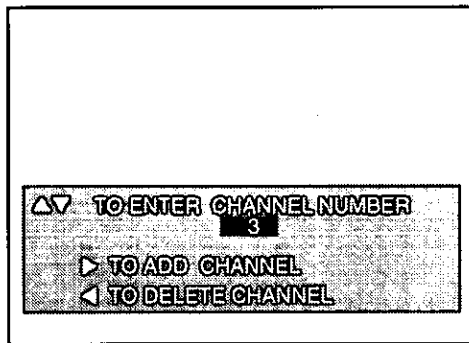 △▽ TO ENTER CHANNEL NUMBER
3
▷ TO ADD CHANNEL
◁ TO DELETE CHANNEL